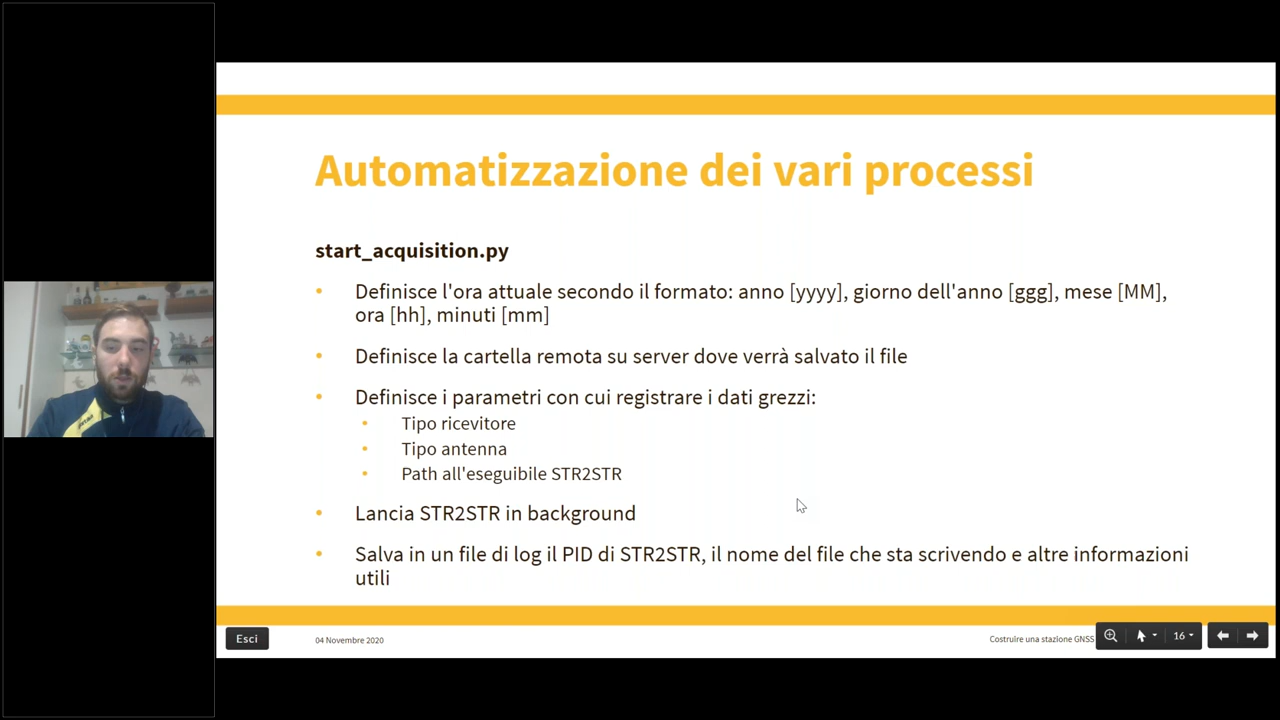 Automatizzazione dei vari processi
start_acquisition.py
• Definisce l'ora attuale secondo il formato: anno [yyyy], giorno dell'anno [ggg], mese [MM],
ora [hh], minuti [mm]
• Definisce la cartella remota su server dove verrà salvato il file
• Definisce i parametri con cui registrare i dati grezzi:
• Tipo ricevitore
• Tipo antenna
• Path all'eseguibile STR2STR
• Lancia STR2STR in background
• Salva in un file di log il PID di STR2STR, il nome del file che sta scrivendo e altre informazioni
utili
Esci
04 Novembre 2020
Costruire una stazione GNSS
16